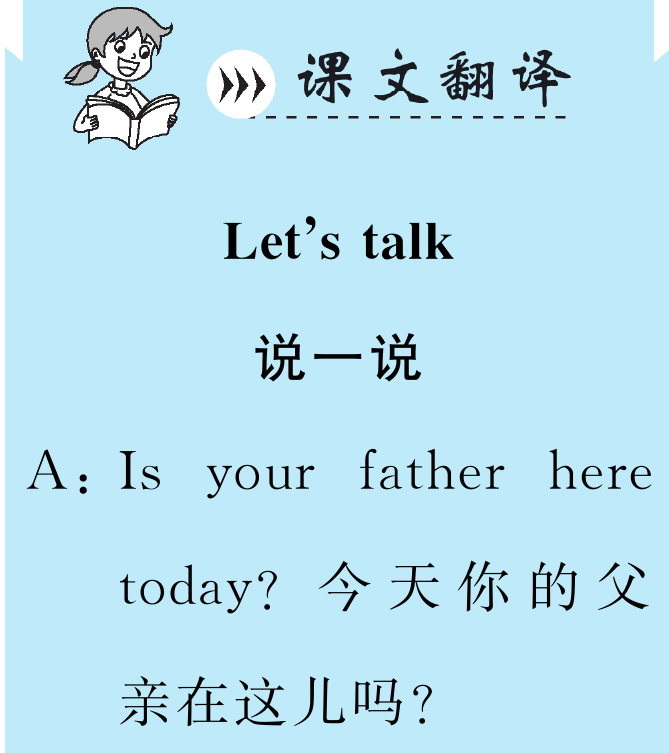 课文翻译
Let's talk
说一说
A: Is your father here
today? 今天你的父
亲在这儿吗?